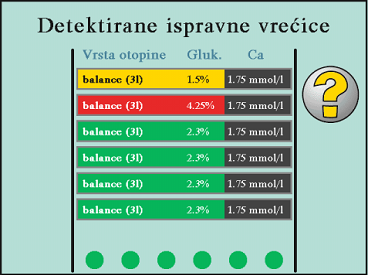 Detektirane ispravne vrećice
Vrsta otopine Gluk. Ca
balance (3l) 1.5% 1.75 mmol/l
balance (3l) 4.25% 1.75 mmol/l
balance (3l) 2.3% 1.75 mmol/l
balance (3l) 2.3% 1.75 mmol/l
balance (3l) 2.3% 1.75 mmol/l
balance (3l) 2.3% 1.75 mmol/l
?